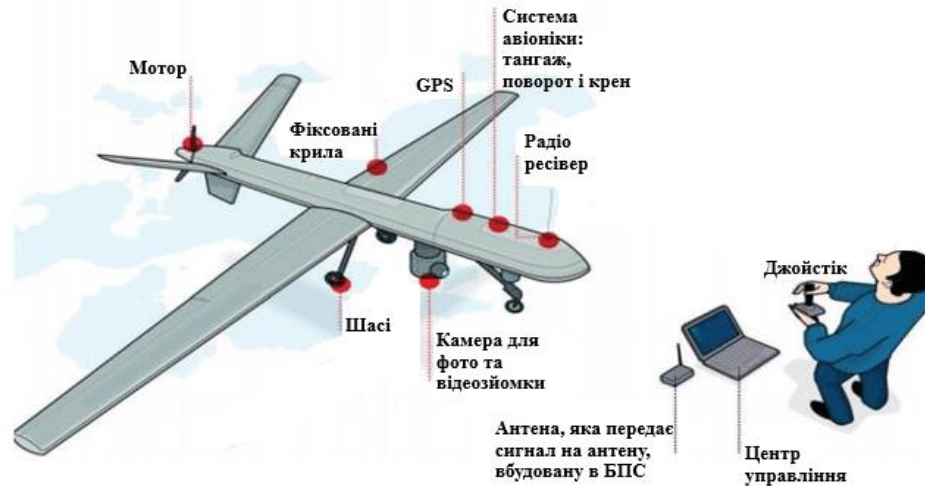 Система
авіоніки:
тангаж,
поворот і крен
Мотор
GPS
Фіксовані
крила
Радіо
ресівер
Джойстік
Шасі
Камера для
фото та
відеозйомки
Антена, яка передає
сигнал на антену,
вбудовану в БПС
Центр
управління